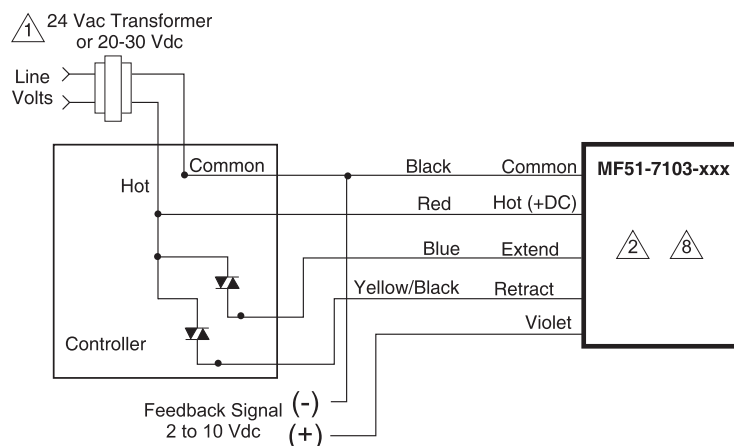 1
24 Vac Transformer
or 20-30 Vdc
Line
Volts
Common
Hot
Black
Common
MF51-7103-xxx
Red
Hot (+DC)
Blue
Extend
2
8
Yellow/Black
Retract
Violet
Controller
Feedback Signal
2 to 10 Vdc
(-)
(+)